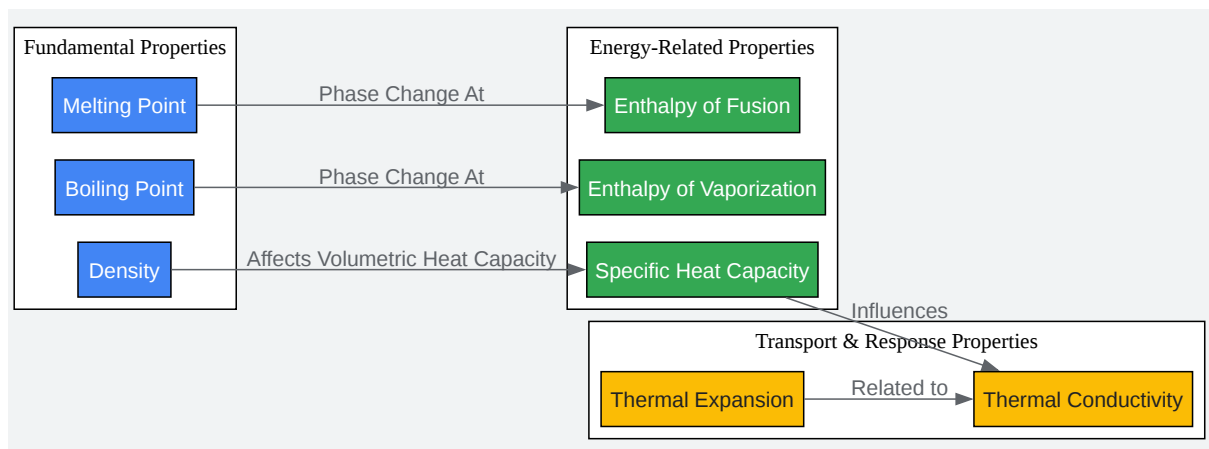 Fundamental Properties
Energy-Related Properties
Melting Point
Phase Change At
Enthalpy of Fusion
Boiling Point
Phase Change At
Enthalpy of Vaporization
Density
Affects Volumetric Heat Capacity
Specific Heat Capacity
Influences
Transport & Response Properties
Thermal Expansion
Related to
Thermal Conductivity